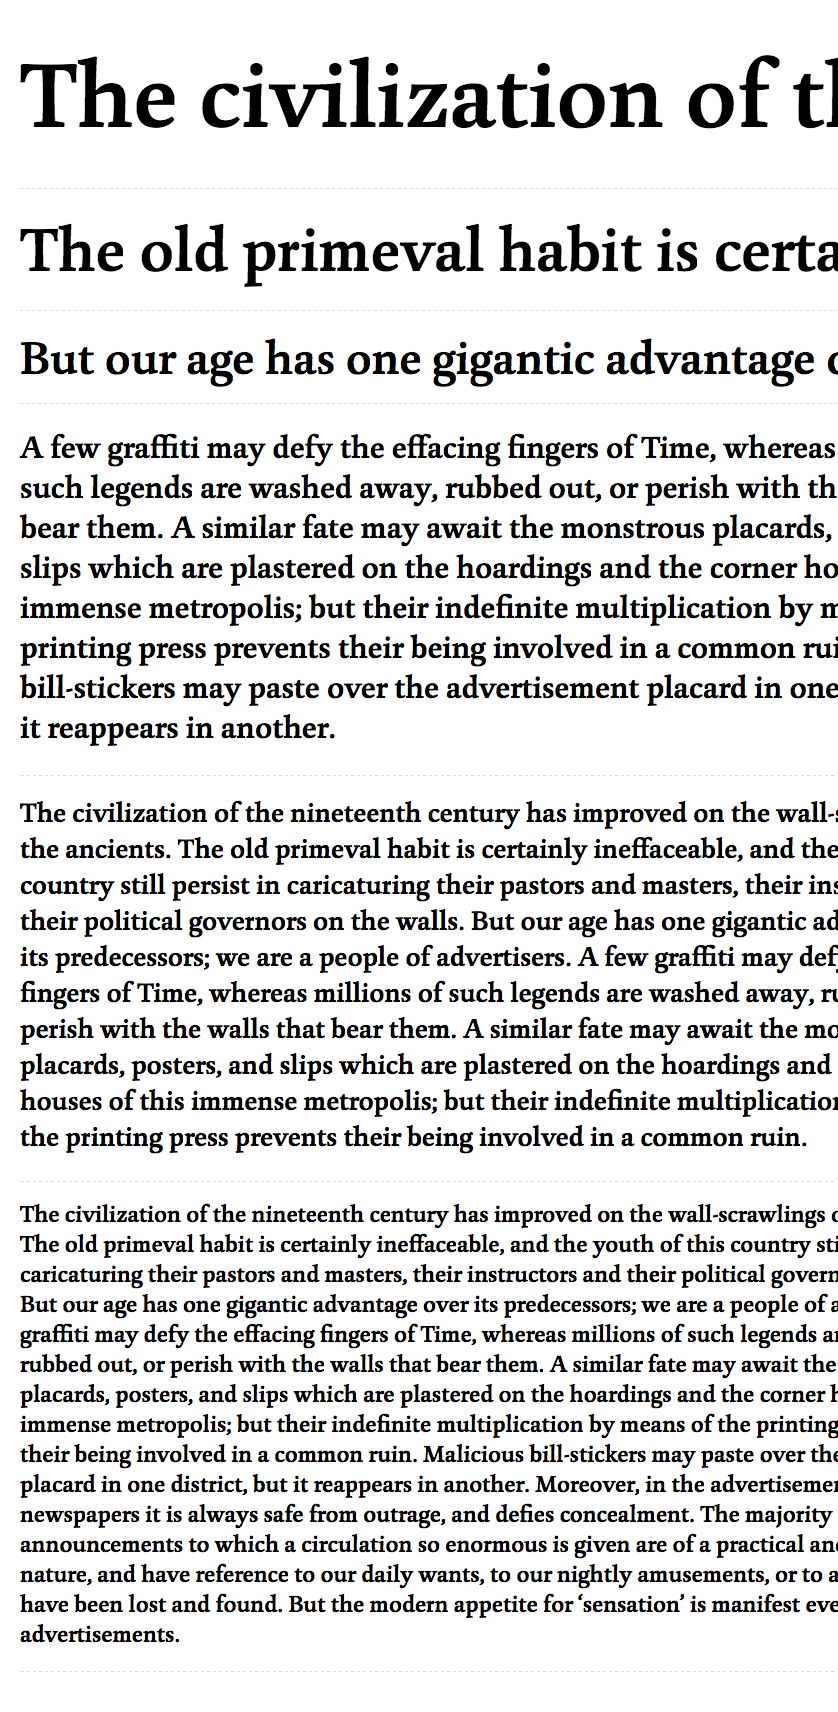 The civilization of th
The old primeval habit is certa
But our age has one gigantic advantage o
A few graffiti may defy the effacing fingers of Time, whereas
such legends are washed away, rubbed out, or perish with th
bear them. A similar fate may await the monstrous placards,
slips which are plastered on the hoardings and the corner ho
immense metropolis; but their indefinite multiplication by m
printing press prevents their being involved in a common rui
bill-stickers may paste over the advertisement placard in one
it reappears in another.
The civilization of the nineteenth century has improved on the wall-s
the ancients. The old primeval habit is certainly ineffaceable, and the
country still persist in caricaturing their pastors and masters, their ins
their political governors on the walls. But our age has one gigantic ad
its predecessors; we are a people of advertisers. A few graffiti may defy
fingers of Time, whereas millions of such legends are washed away, ru
perish with the walls that bear them. A similar fate may await the mo
placards, posters, and slips which are plastered on the hoardings and
houses of this immense metropolis; but their indefinite multiplication
the printing press prevents their being involved in a common ruin.
The civilization of the nineteenth century has improved on the wall-scrawlings o
The old primeval habit is certainly ineffaceable, and the youth of this country sti
caricaturing their pastors and masters, their instructors and their political govern
But our age has one gigantic advantage over its predecessors; we are a people of a
graffiti may defy the effacing fingers of Time, whereas millions of such legends ar
rubbed out, or perish with the walls that bear them. A similar fate may await the
placards, posters, and slips which are plastered on the hoardings and the corner h
immense metropolis; but their indefinite multiplication by means of the printing
their being involved in a common ruin. Malicious bill-stickers may paste over the
placard in one district, but it reappears in another. Moreover, in the advertisemen
newspapers it is always safe from outrage, and defies concealment. The majority
announcements to which a circulation so enormous is given are of a practical and
nature, and have reference to our daily wants, to our nightly amusements, or to a
have been lost and found. But the modern appetite for ‘sensation’ is manifest eve
advertisements.